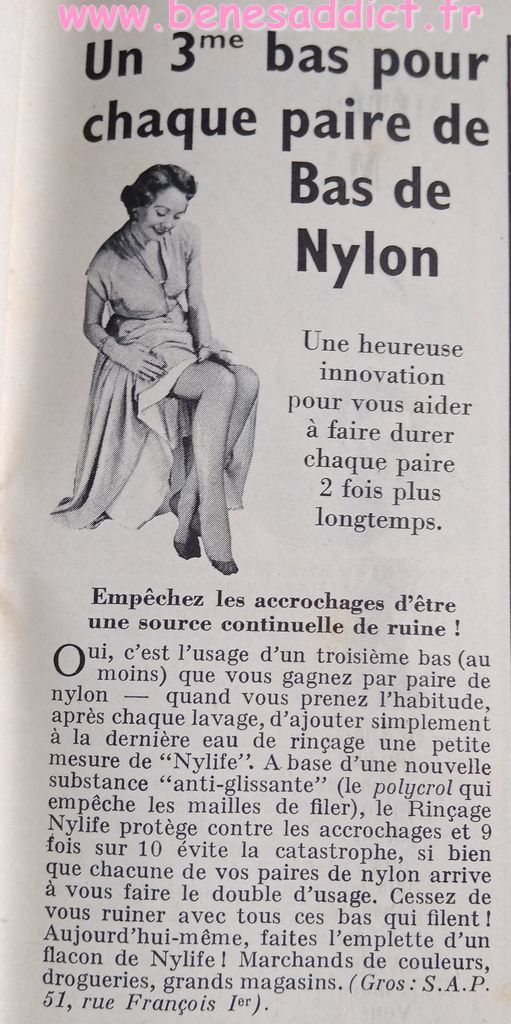 www.benesaddict.fr
Un 3me bas pour
chaque paire de
Bas de
Nylon
Une heureuse
innovation
pour vous aider
à faire durer
chaque paire
2 fois plus
longtemps.
Empêchez les accrochages d'être
une source continuelle de ruine !
Oui, c'est l'usage d'un troisième bas (au
moins) que vous gagnez par paire de
nylon — quand vous prenez l'habitude,
après chaque lavage, d'ajouter simplement
à la dernière eau de rinçage une petite
mesure de "Nylife". A base d'une nouvelle
substance "anti-glissante" (le polycrol qui
empêche les mailles de filer), le Rinçage
Nylife protège contre les accrochages et 9
fois sur 10 évite la catastrophe, si bien
que chacune de vos paires de nylon arrive
à vous faire le double d'usage. Cessez de
vous ruiner avec tous ces bas qui filent !
Aujourd'hui-même, faites l'emplette d'un
flacon de Nylife ! Marchands de couleurs,
drogueries, grands magasins. (Gros : S.A.P.
51, rue François Ier).